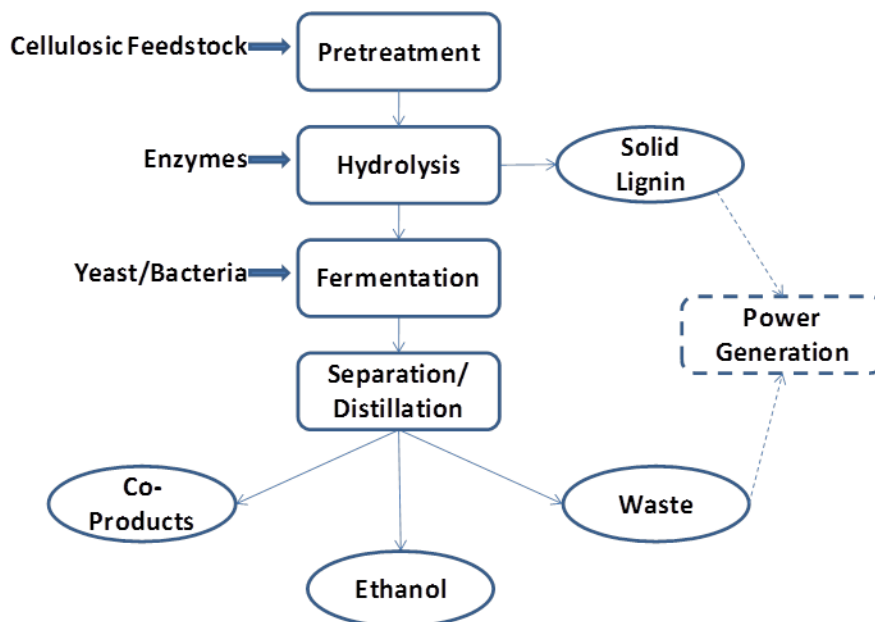 Cellulosic Feedstock
Pretreatment
Enzymes
Hydrolysis
Solid
Lignin
Yeast/Bacteria
Fermentation
Power
Generation
Separation/
Distillation
Co-
Products
Waste
Ethanol